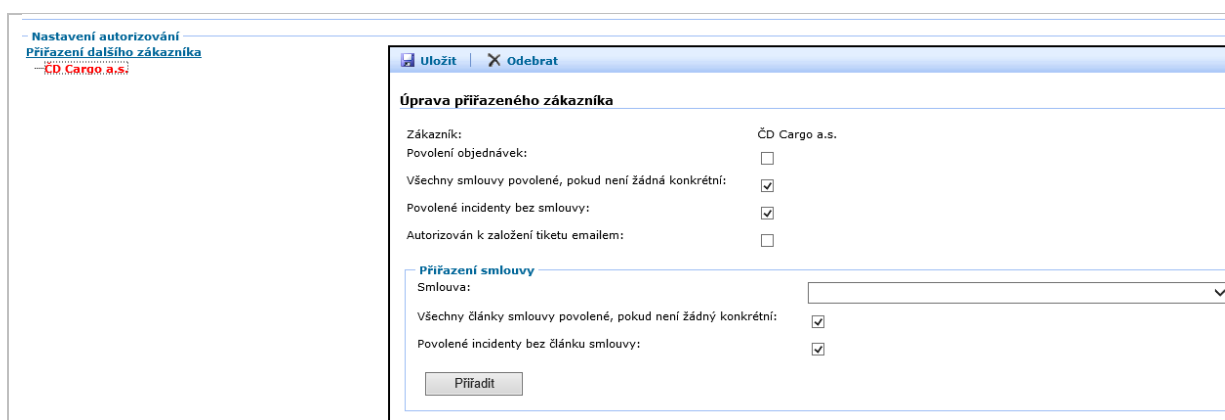 Nastavení autorizování
Přiřazení dalšího zákazníka
ČD Cargo a.s.
Uložit
Odebrat
Úprava přiřazeného zákazníka
Zákazník: ČD Cargo a.s.
Povolení objednávek:
Všechny smlouvy povolené, pokud není žádná konkrétní:
Povolené incidenty bez smlouvy:
Autorizován k založení tiketu emailem:
Přiřazení smlouvy
Smlouva:
Všechny články smlouvy povolené, pokud není žádný konkrétní:
Povolené incidenty bez článku smlouvy:
Přiřadit